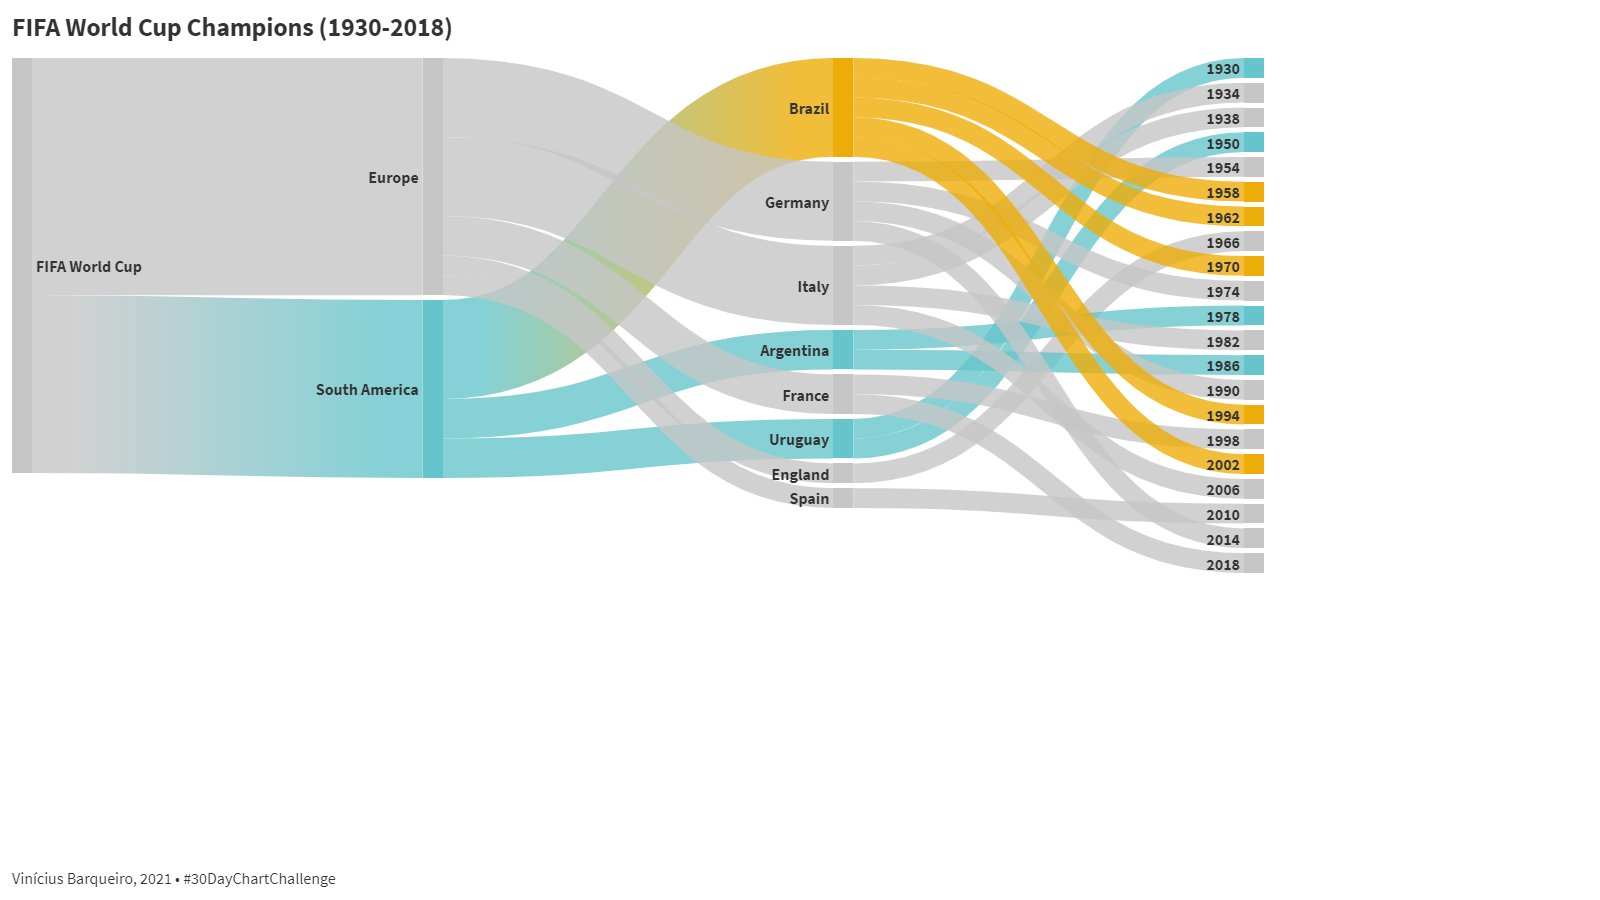 FIFA World Cup Champions (1930-2018)
FIFA World Cup
Europe
South America
Brazil
Germany
Italy
Argentina
France
Uruguay
England
Spain
1930
1934
1938
1950
1954
1958
1962
1966
1970
1974
1978
1982
1986
1990
1994
1998
2002
2006
2010
2014
2018
Vinícius Barqueiro, 2021 • #30DayChartChallenge